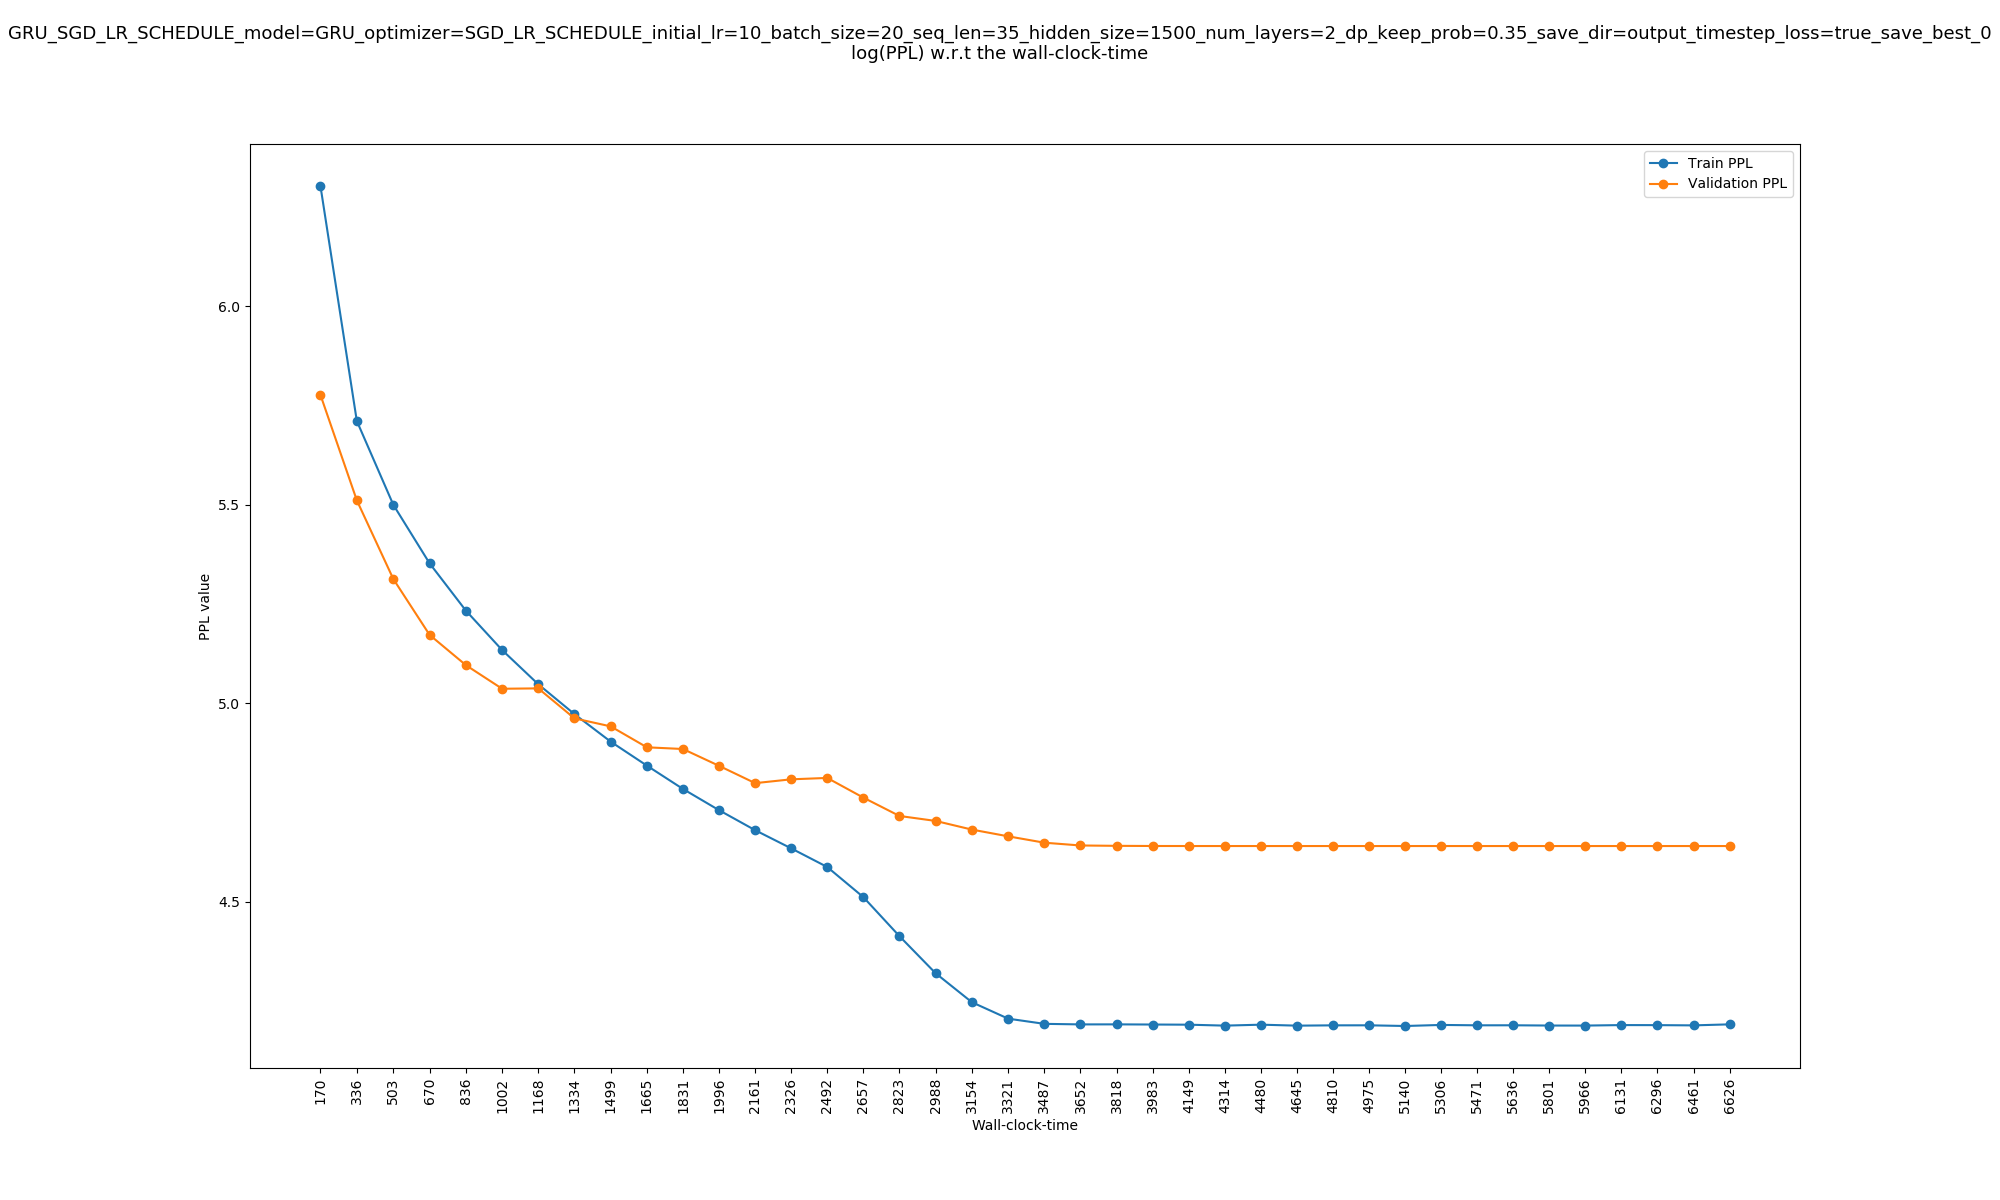 GRU_SGD_LR_SCHEDULE_model=GRU_optimizer=SGD_LR_SCHEDULE_initial_lr=10_batch_size=20_seq_len=35_hidden_size=1500_num_layers=2_dp_keep_prob=0.35_save_dir=output_timestep_loss=true_save_best_0
log(PPL) w.r.t the wall-clock-time
Train PPL
Validation PPL
PPL value
6.0
5.5
5.0
4.5
170 336 503 670 836 1002 1168 1334 1499 1665 1831 1996 2161 2326 2492 2657 2823 2988 3154 3321 3487 3652 3818 3983 4149 4314 4480 4645 4810 4975 5140 5306 5471 5636 5801 5966 6131 6296 6461 6626
Wall-clock-time